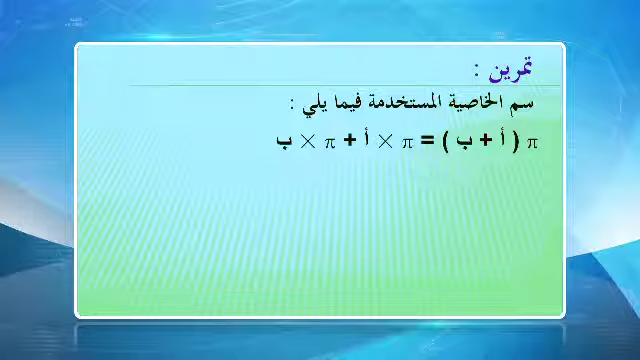 تمرين :
سم الخاصية المستخدمة فيما يلي :
π ( أ + ب ) = π × أ + π × ب